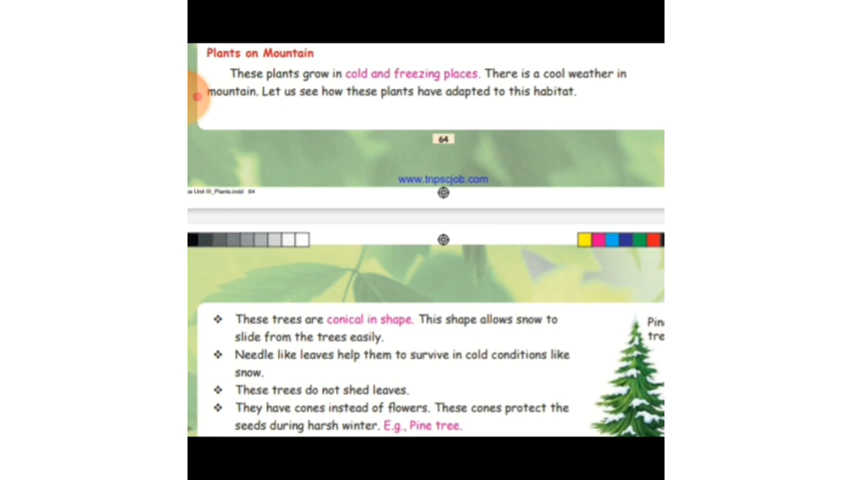 Plants on Mountain
These plants grow in cold and freezing places. There is a cool weather in
mountain. Let us see how these plants have adapted to this habitat.
64
www.tnpscjob.com
Unit III_Plants.indd 64
❖ These trees are conical in shape. This shape allows snow to
slide from the trees easily.
❖ Needle like leaves help them to survive in cold conditions like
snow.
❖ These trees do not shed leaves.
❖ They have cones instead of flowers. These cones protect the
seeds during harsh winter. E.g., Pine tree.